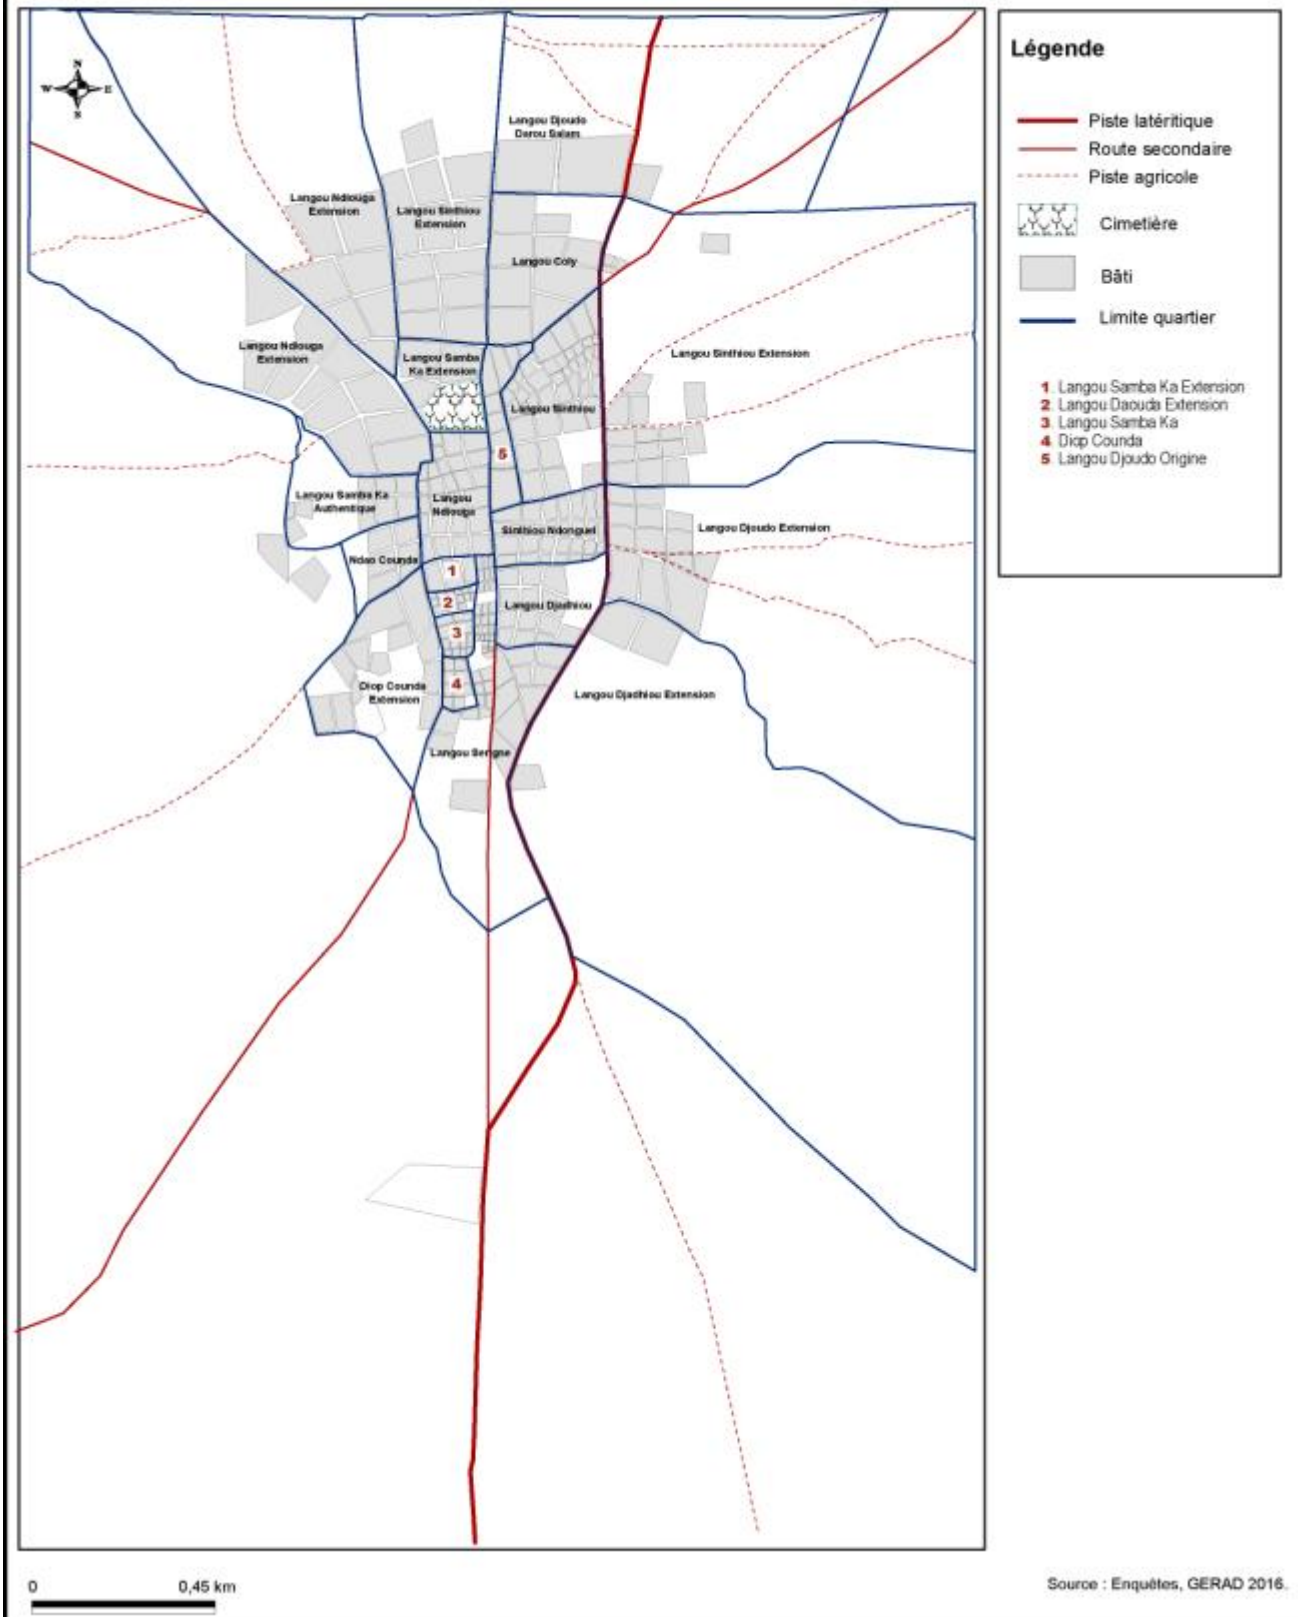 Légende
Piste latéritique
Route secondaire
Piste agricole
Cimetière
Bâti
Limite quartier
1 Langou Samba Ka Extension
2 Langou Daouda Extension
3 Langou Samba Ka
4 Diop Counda
5 Langou Djoudo Origine
N
W E
S
Langou Djoudo
Darou Salam
Langou Ndiouga
Extension
Langou Sinthiou
Extension
Langou Coly
Langou Ndiouga
Extension
Langou Samba
Ka Extension
Langou Sinthiou Extension
Langou Sinthiou
5
Langou Samba Ka
Authentique
Langou
Ndiouga
Sinthiou Ndonguel
Langou Djoudo Extension
Ndao Counda
1
2
Langou Djadhiou
3
4
Diop Counda
Extension
Langou Djadhiou Extension
Langou Serigne
0 0,45 km
Source : Enquêtes, GERAD 2016.